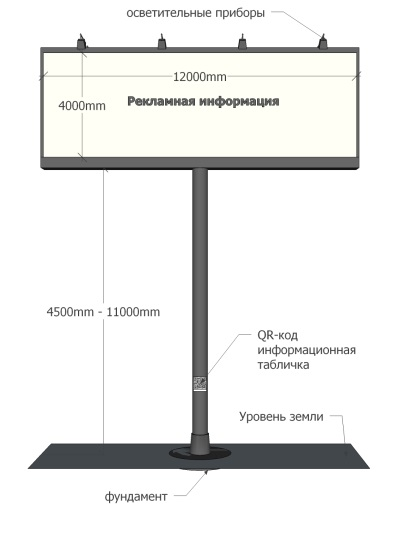 осветительные приборы
12000mm
4000mm
Рекламная информация
4500mm - 11000mm
QR-код
информационная
табличка
Уровень земли
фундамент